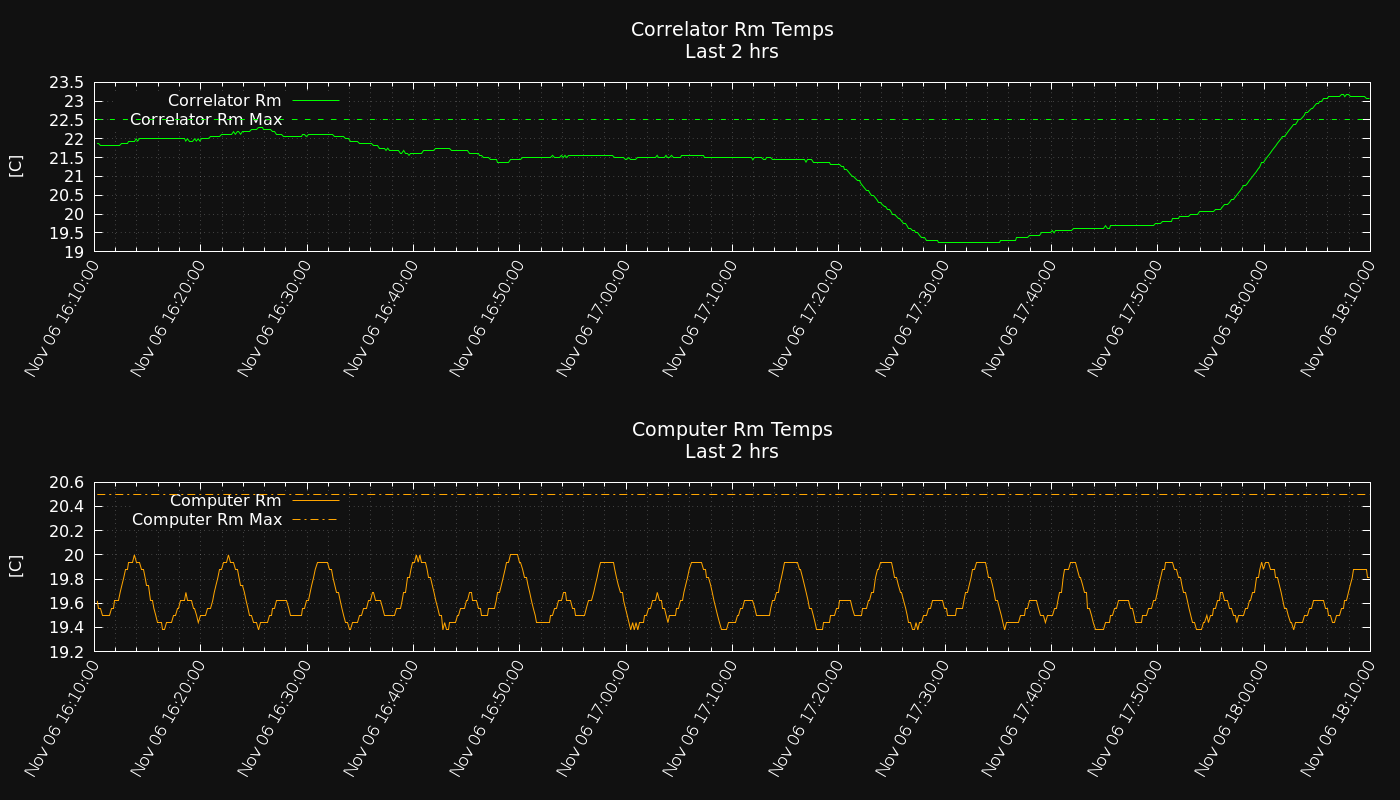 Correlator Rm Temps
Last 2 hrs
[C]
23.5
23
22.5
22
21.5
21
20.5
20
19.5
19
Correlator Rm
Correlator Rm Max
Nov 06 16:10:00
Nov 06 16:20:00
Nov 06 16:30:00
Nov 06 16:40:00
Nov 06 16:50:00
Nov 06 17:00:00
Nov 06 17:10:00
Nov 06 17:20:00
Nov 06 17:30:00
Nov 06 17:40:00
Nov 06 17:50:00
Nov 06 18:00:00
Nov 06 18:10:00
Computer Rm Temps
Last 2 hrs
[C]
20.6
20.4
20.2
20
19.8
19.6
19.4
19.2
Computer Rm
Computer Rm Max
Nov 06 16:10:00
Nov 06 16:20:00
Nov 06 16:30:00
Nov 06 16:40:00
Nov 06 16:50:00
Nov 06 17:00:00
Nov 06 17:10:00
Nov 06 17:20:00
Nov 06 17:30:00
Nov 06 17:40:00
Nov 06 17:50:00
Nov 06 18:00:00
Nov 06 18:10:00